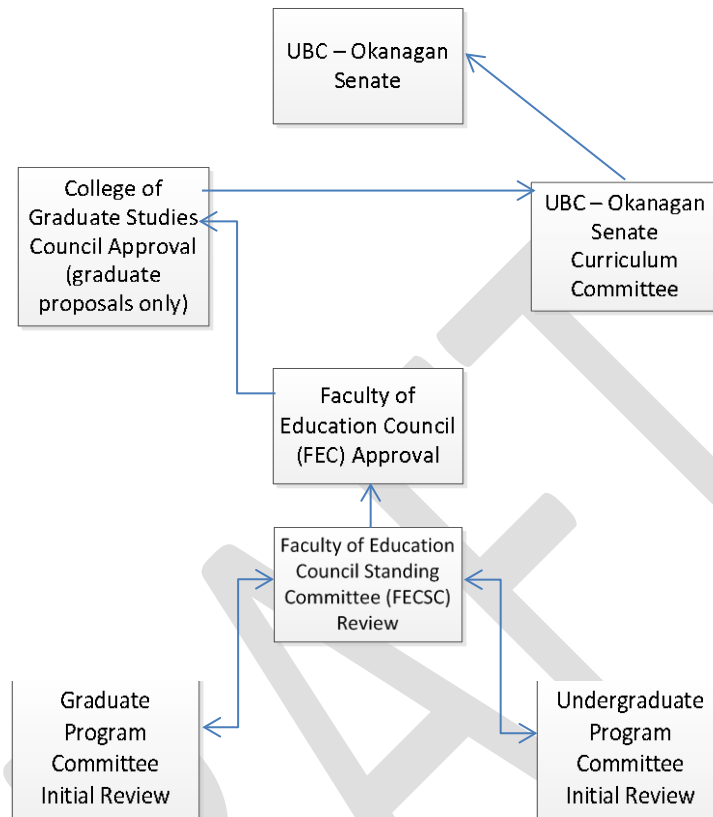 UBC – Okanagan
Senate
College of
Graduate Studies
Council Approval
(graduate
proposals only)
UBC – Okanagan
Senate
Curriculum
Committee
Faculty of
Education Council
(FEC) Approval
Faculty of Education
Council Standing
Committee (FECSC)
Review
Graduate
Program
Committee
Initial Review
Undergraduate
Program
Committee
Initial Review
DRAFT